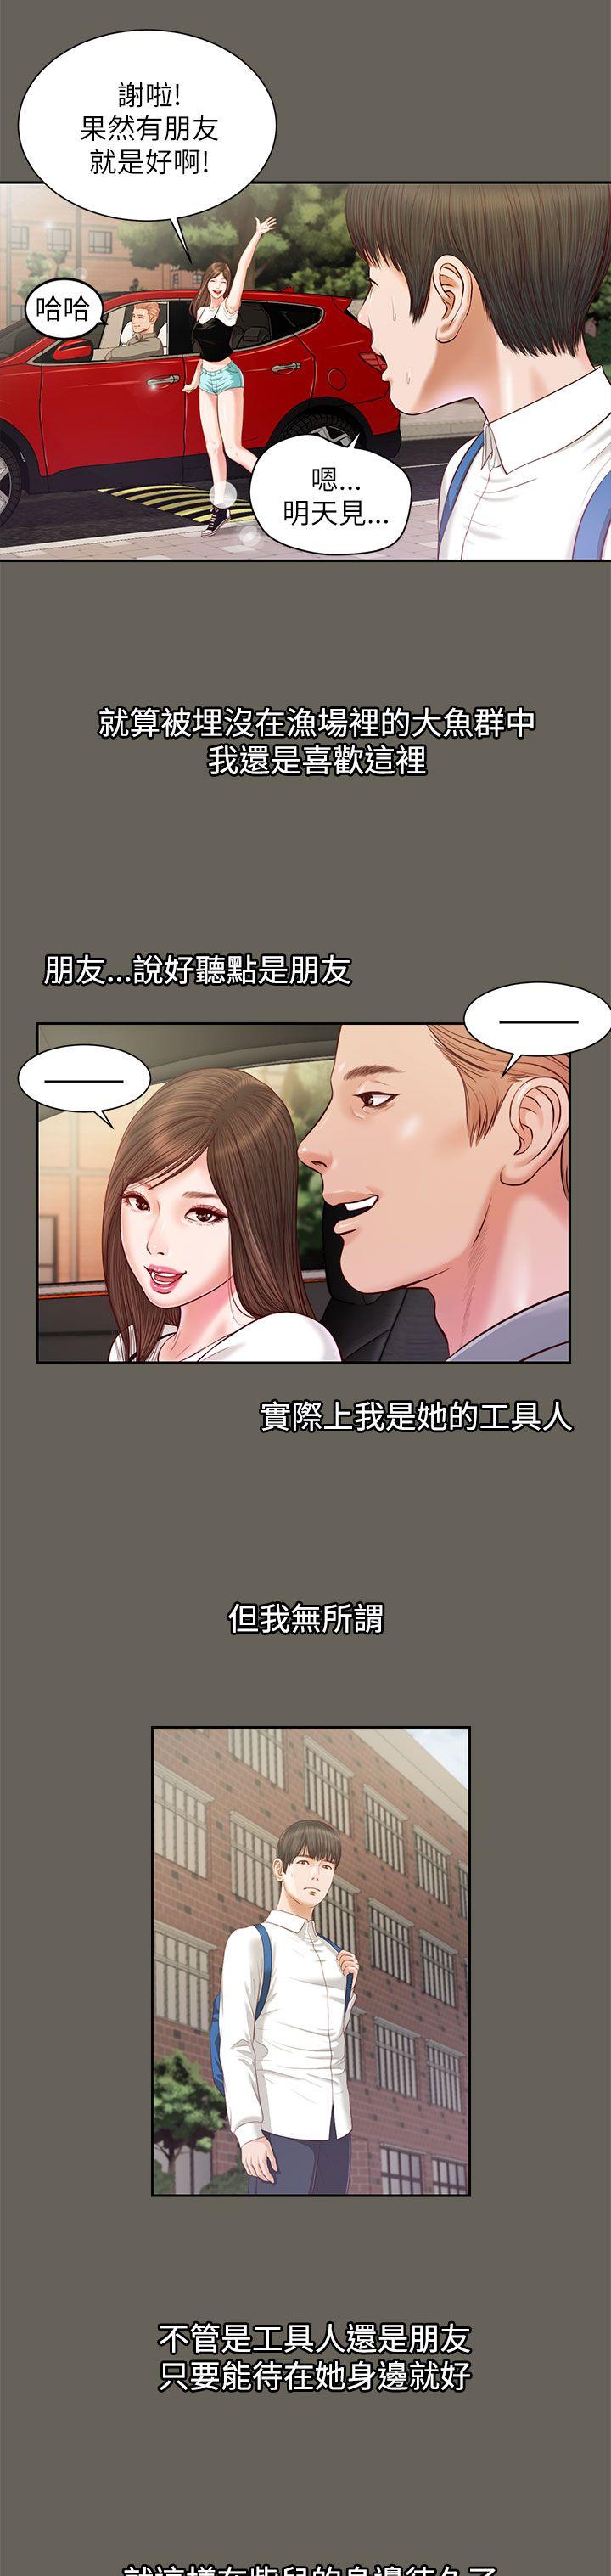 謝啦!
果然有朋友
就是好啊!
哈哈
嗯...
明天見...
就算被埋沒在漁場裡的大魚群中
我還是喜歡這裡
朋友...說好聽點是朋友
實際上我是她的工具人
但我無所謂
不管是工具人還是朋友
只要能待在她身邊就好